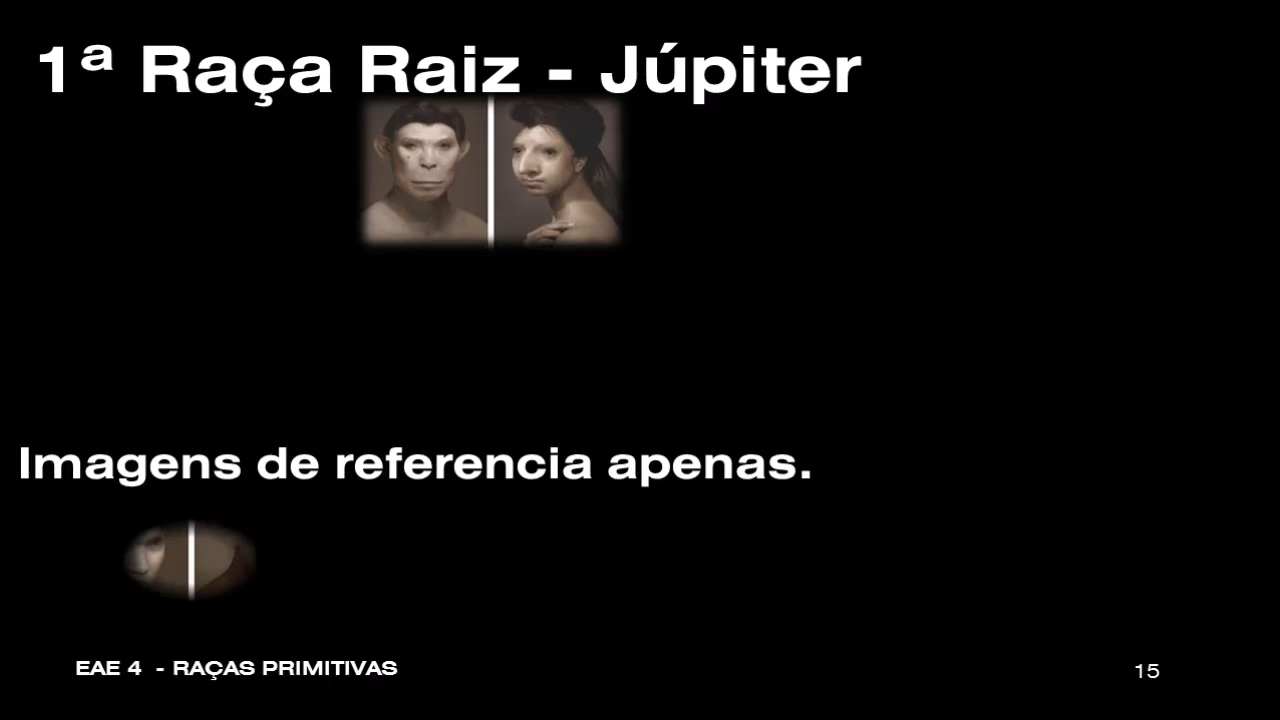 1ª Raça Raiz - Júpiter
Imagens de referencia apenas.
EAE 4 - RAÇAS PRIMITIVAS
15